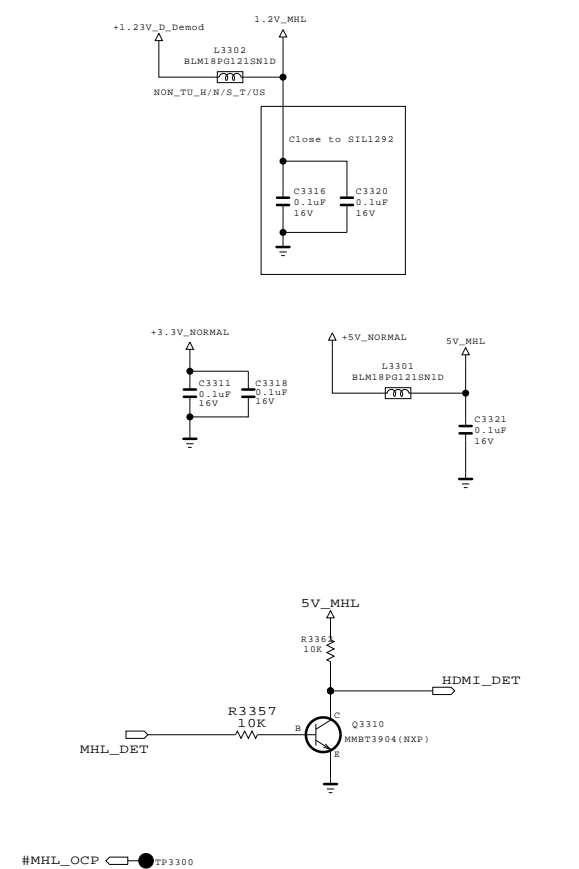 1.2V_MHL
+1.23V_D_Demod
L3302
BLM18PG121SN1D
NON_TU_H/N/S_T/US
Close to SIL1292
C3316
0.1uF
16V
C3320
0.1uF
16V
+3.3V_NORMAL
C3311
0.1uF
16V
C3318
0.1uF
16V
+5V_NORMAL
5V_MHL
L3301
BLM18PG121SN1D
C3321
0.1uF
16V
5V_MHL
R3362
10K
HDMI_DET
R3357
10K
C
B
E
Q3310
MMBT3904(NXP)
MHL_DET
#MHL_OCP
TP3300